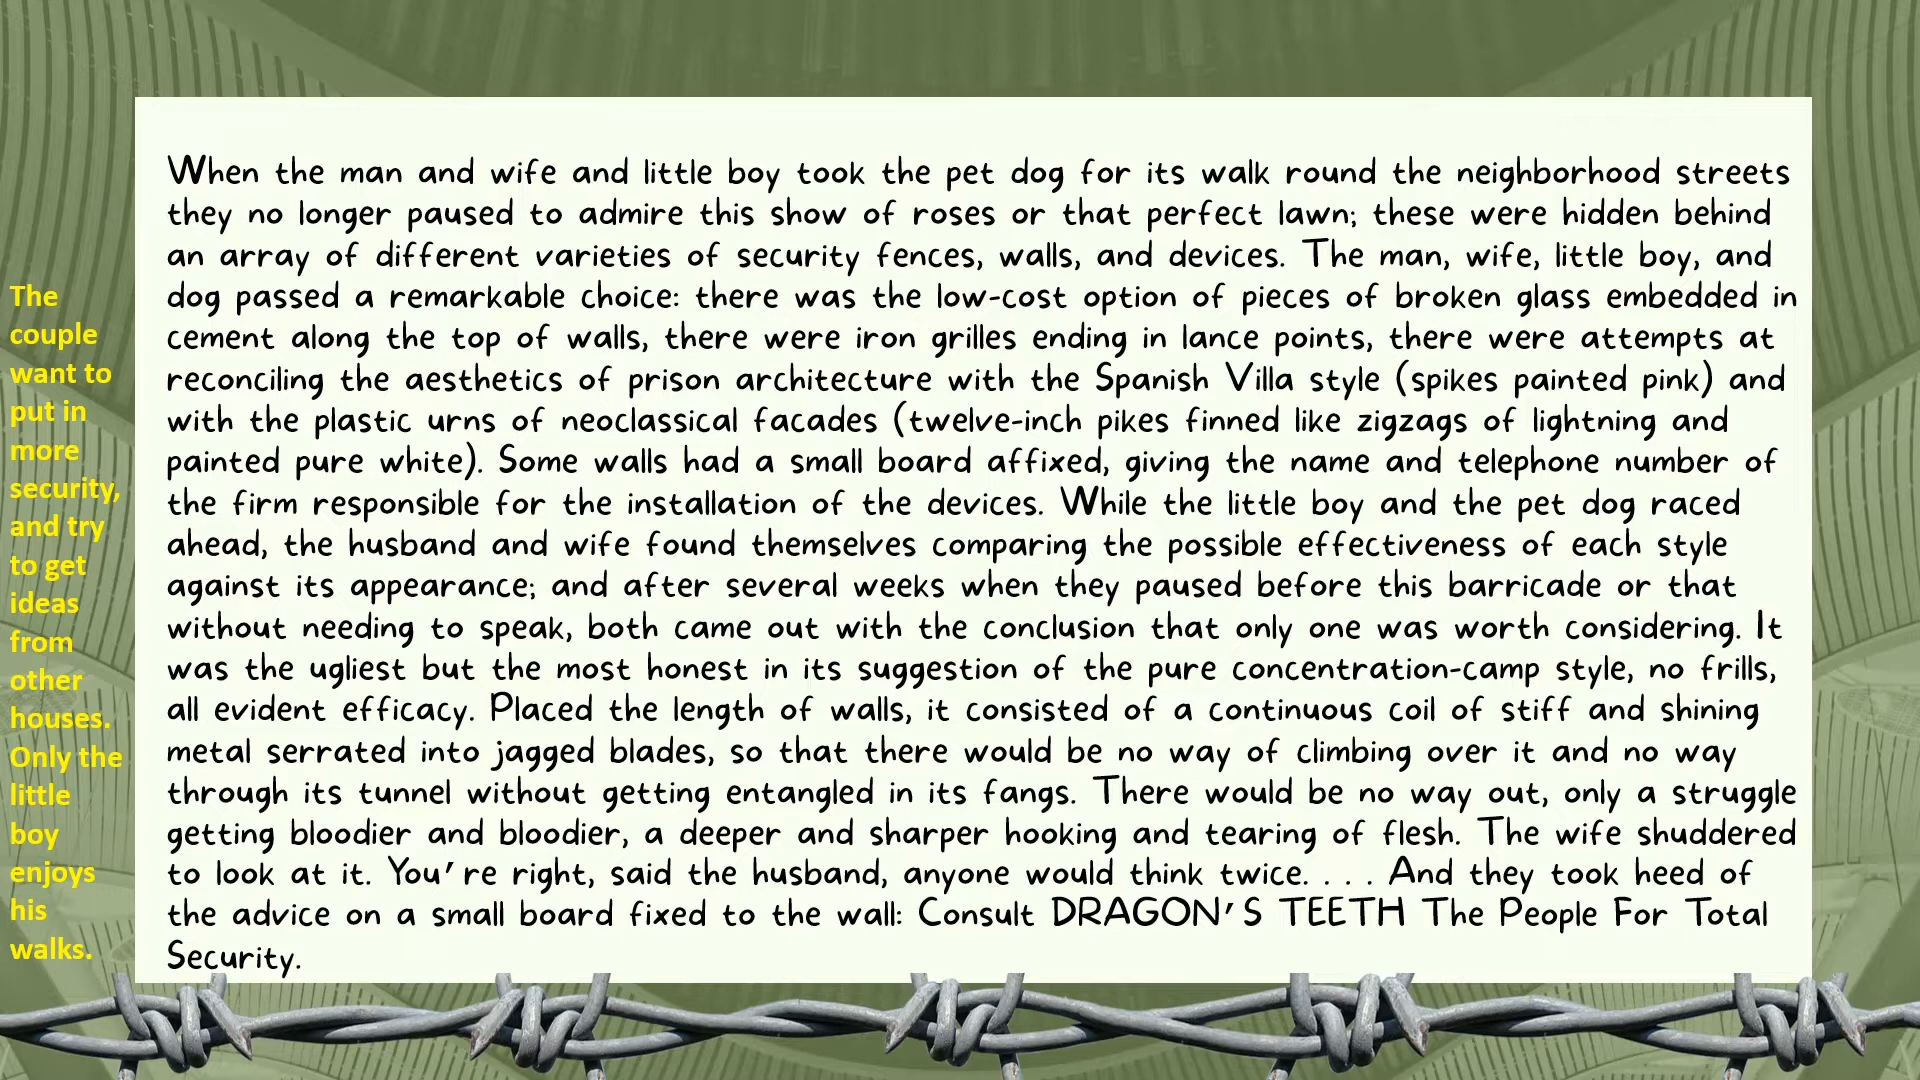 When the man and wife and little boy took the pet dog for its walk round the neighborhood streets
they no longer paused to admire this show of roses or that perfect lawn; these were hidden behind
an array of different varieties of security fences, walls, and devices. The man, wife, little boy, and
dog passed a remarkable choice: there was the low-cost option of pieces of broken glass embedded in
cement along the top of walls, there were iron grilles ending in lance points, there were attempts at
reconciling the aesthetics of prison architecture with the Spanish Villa style (spikes painted pink) and
with the plastic urns of neoclassical facades (twelve-inch pikes finned like zigzags of lightning and
painted pure white). Some walls had a small board affixed, giving the name and telephone number of
the firm responsible for the installation of the devices. While the little boy and the pet dog raced
ahead, the husband and wife found themselves comparing the possible effectiveness of each style
against its appearance; and after several weeks when they paused before this barricade or that
without needing to speak, both came out with the conclusion that only one was worth considering. It
was the ugliest but the most honest in its suggestion of the pure concentration-camp style, no frills,
all evident efficacy. Placed the length of walls, it consisted of a continuous coil of stiff and shining
metal serrated into jagged blades, so that there would be no way of climbing over it and no way
through its tunnel without getting entangled in its fangs. There would be no way out, only a struggle
getting bloodier and bloodier, a deeper and sharper hooking and tearing of flesh. The wife shuddered
to look at it. You're right, said the husband, anyone would think twice. . . . And they took heed of
the advice on a small board fixed to the wall: Consult DRAGON'S TEETH The People For Total
Security.
The
couple
want to
put in
more
security,
and try
to get
ideas
from
other
houses.
Only the
little
boy
enjoys
his
walks.